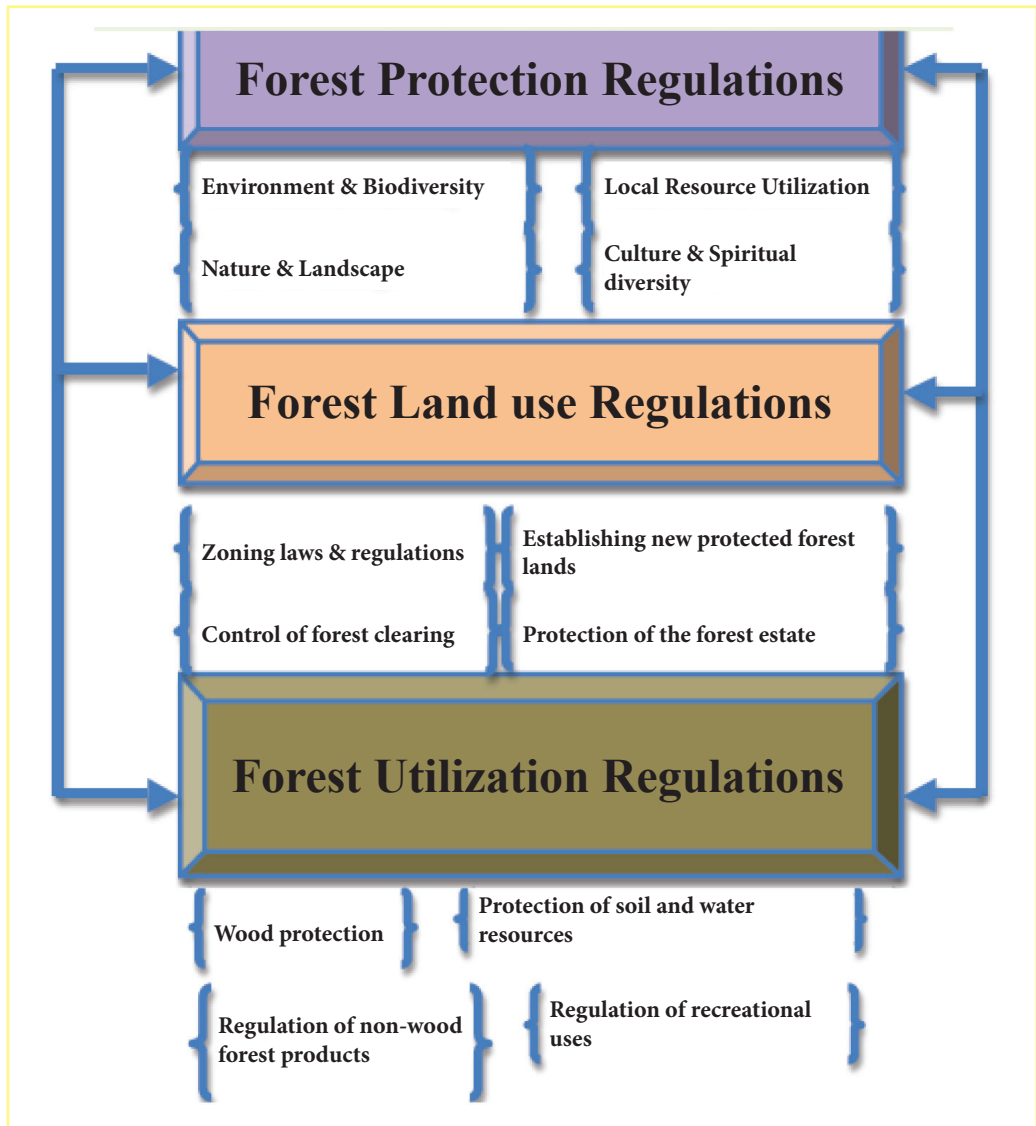 Forest Protection Regulations
Environment & Biodiversity
Local Resource Utilization
Nature & Landscape
Culture & Spiritual
diversity
Forest Land use Regulations
Zoning laws & regulations
Establishing new protected forest
lands
Control of forest clearing
Protection of the forest estate
Forest Utilization Regulations
Wood protection
Protection of soil and water
resources
Regulation of non-wood
forest products
Regulation of recreational
uses